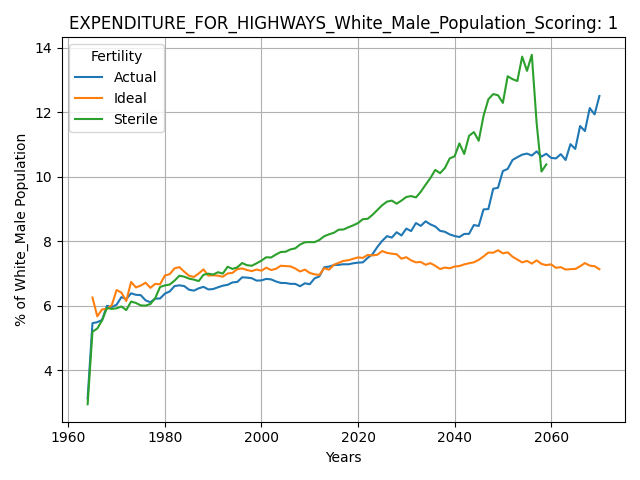 EXPENDITURE_FOR_HIGHWAYS_White_Male_Population_Scoring: 1
Fertility
Actual
Ideal
Sterile
% of White_Male Population
14
12
10
8
6
4
1960
1980
2000
2020
2040
2060
Years